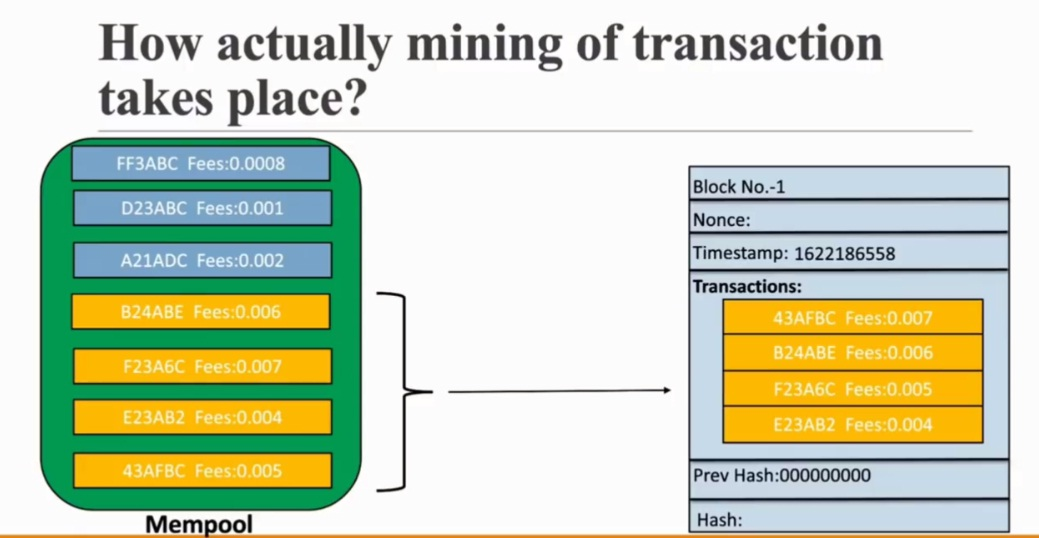 How actually mining of transaction
takes place?
FF3ABC Fees:0.0008
D23ABC Fees:0.001
A21ADC Fees:0.002
B24ABE Fees:0.006
F23A6C Fees:0.007
E23AB2 Fees:0.004
43AFBC Fees:0.005
Mempool
Block No.-1
Nonce:
Timestamp: 1622186558
Transactions:
43AFBC Fees:0.007
B24ABE Fees:0.006
F23A6C Fees:0.005
E23AB2 Fees:0.004
Prev Hash:000000000
Hash: